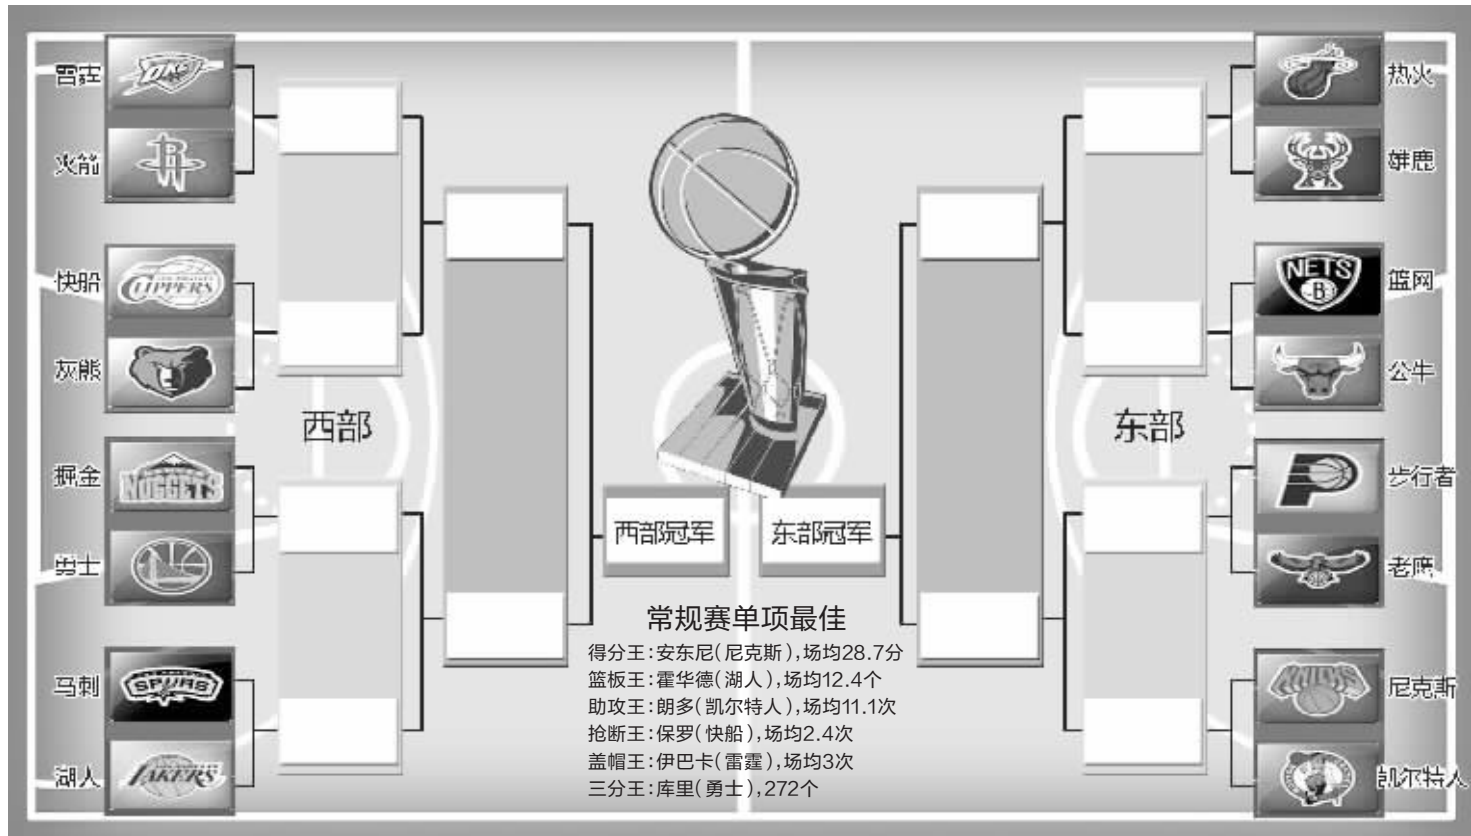 雷霆
火箭
快船
CLIPPERS
灰熊
西部
掘金
NUGGETS
勇士
马刺
SPURS
湖人
LAKERS
热火
雄鹿
NETS
B
篮网
公牛
东部
步行者
老鹰
KNICKS
尼克斯
凯尔特人
西部冠军
东部冠军
常规赛单项最佳
得分王:安东尼(尼克斯),场均28.7分
篮板王:霍华德(湖人),场均12.4个
助攻王:朗多(凯尔特人),场均11.1次
抢断王:保罗(快船),场均2.4次
盖帽王:伊巴卡(雷霆),场均3次
三分王:库里(勇士),272个